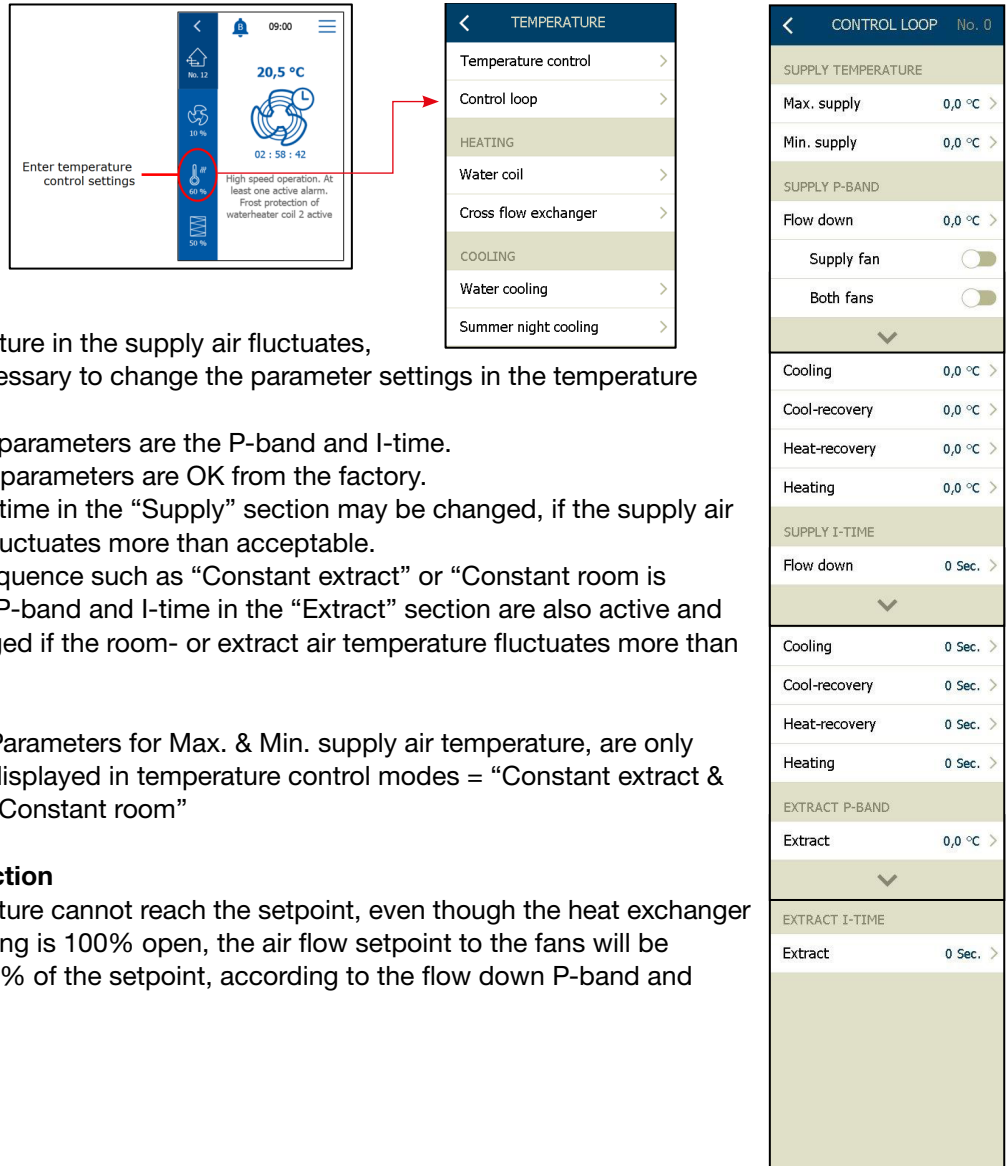 09:00
B
No. 12
20,5 °C
10 %
02 : 58 : 42
Enter temperature
control settings
60 %
High speed operation. At
least one active alarm.
Frost protection of
waterheater coil 2 active
50 %
TEMPERATURE
Temperature control
Control loop
HEATING
Water coil
Cross flow exchanger
COOLING
Water cooling
Summer night cooling
ture in the supply air fluctuates,
essary to change the parameter settings in the temperature
parameters are the P-band and I-time.
parameters are OK from the factory.
time in the “Supply” section may be changed, if the supply air
luctuates more than acceptable.
quence such as “Constant extract” or “Constant room is
P-band and I-time in the “Extract” section are also active and
ged if the room- or extract air temperature fluctuates more than
Parameters for Max. & Min. supply air temperature, are only
displayed in temperature control modes = “Constant extract &
Constant room”
ction
ture cannot reach the setpoint, even though the heat exchanger
ng is 100% open, the air flow setpoint to the fans will be
% of the setpoint, according to the flow down P-band and
CONTROL LOOP No. 0
SUPPLY TEMPERATURE
Max. supply 0,0 °C
Min. supply 0,0 °C
SUPPLY P-BAND
Flow down 0,0 °C
Supply fan
Both fans
Cooling 0,0 °C
Cool-recovery 0,0 °C
Heat-recovery 0,0 °C
Heating 0,0 °C
SUPPLY I-TIME
Flow down 0 Sec.
Cooling 0 Sec.
Cool-recovery 0 Sec.
Heat-recovery 0 Sec.
Heating 0 Sec.
EXTRACT P-BAND
Extract 0,0 °C
EXTRACT I-TIME
Extract 0 Sec.